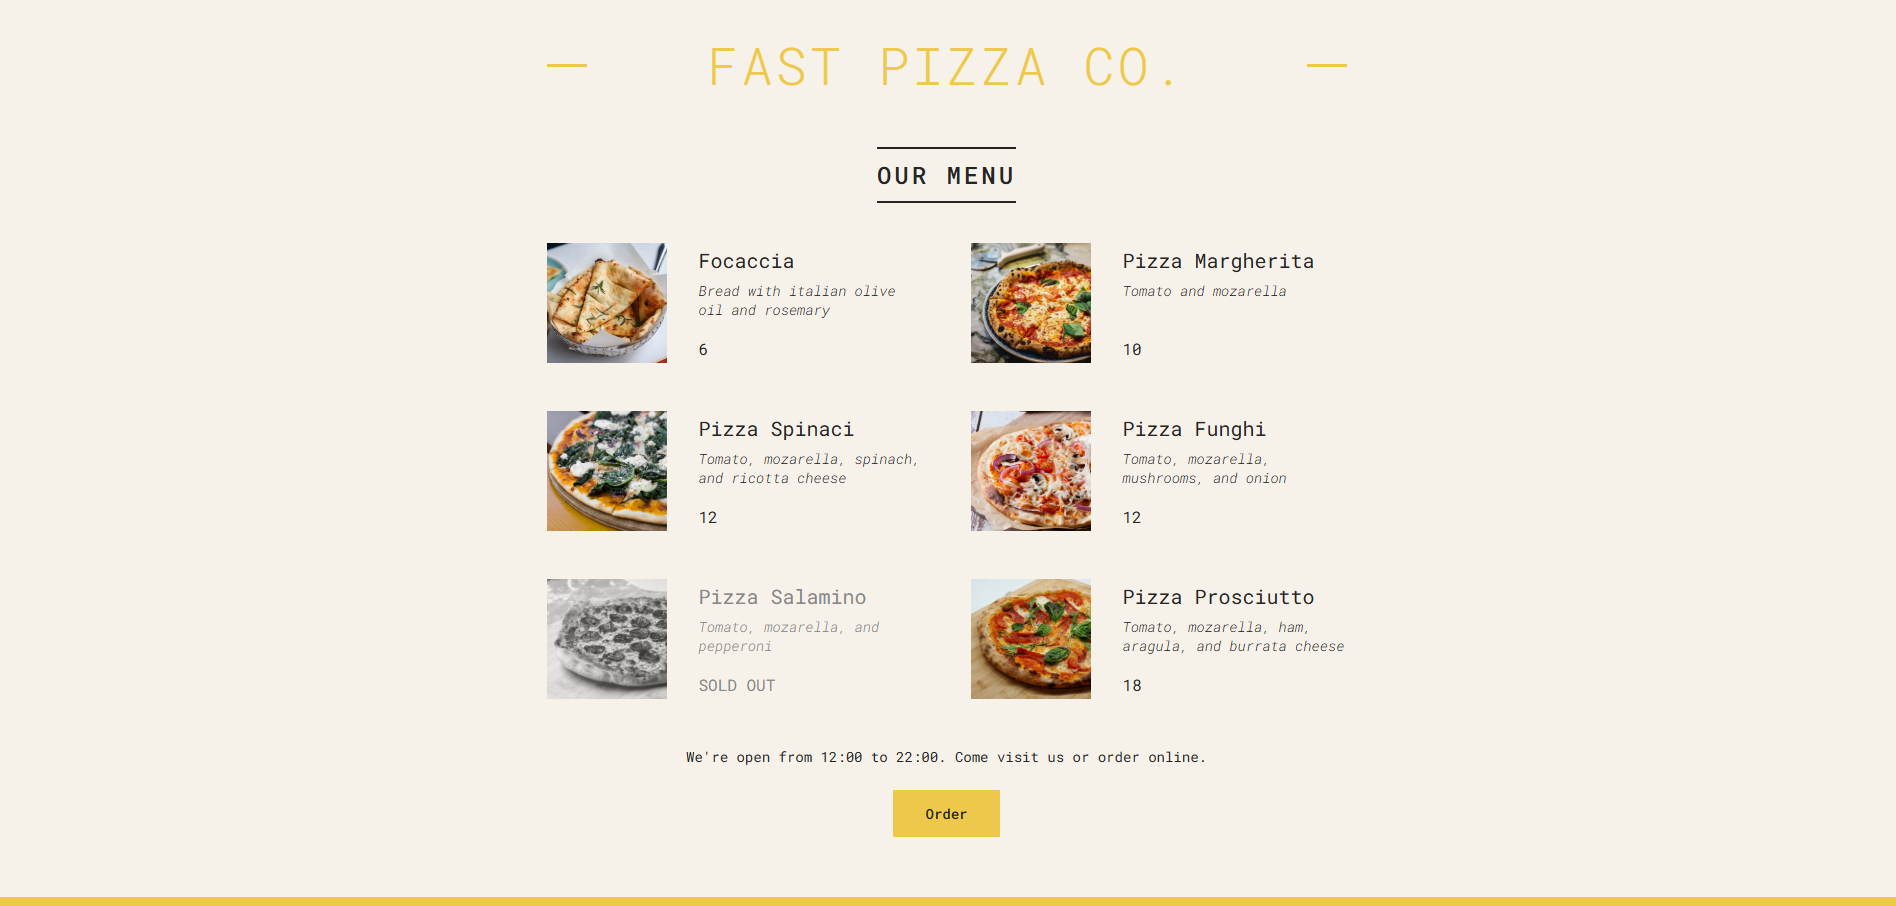 FAST PIZZA CO.
OUR MENU
Focaccia
Bread with italian olive
oil and rosemary
6
Pizza Margherita
Tomato and mozarella
10
Pizza Spinaci
Tomato, mozarella, spinach,
and ricotta cheese
12
Pizza Funghi
Tomato, mozarella,
mushrooms, and onion
12
Pizza Salamino
Tomato, mozarella, and
pepperoni
SOLD OUT
Pizza Prosciutto
Tomato, mozarella, ham,
aragula, and burrata cheese
18
We're open from 12:00 to 22:00. Come visit us or order online.
Order